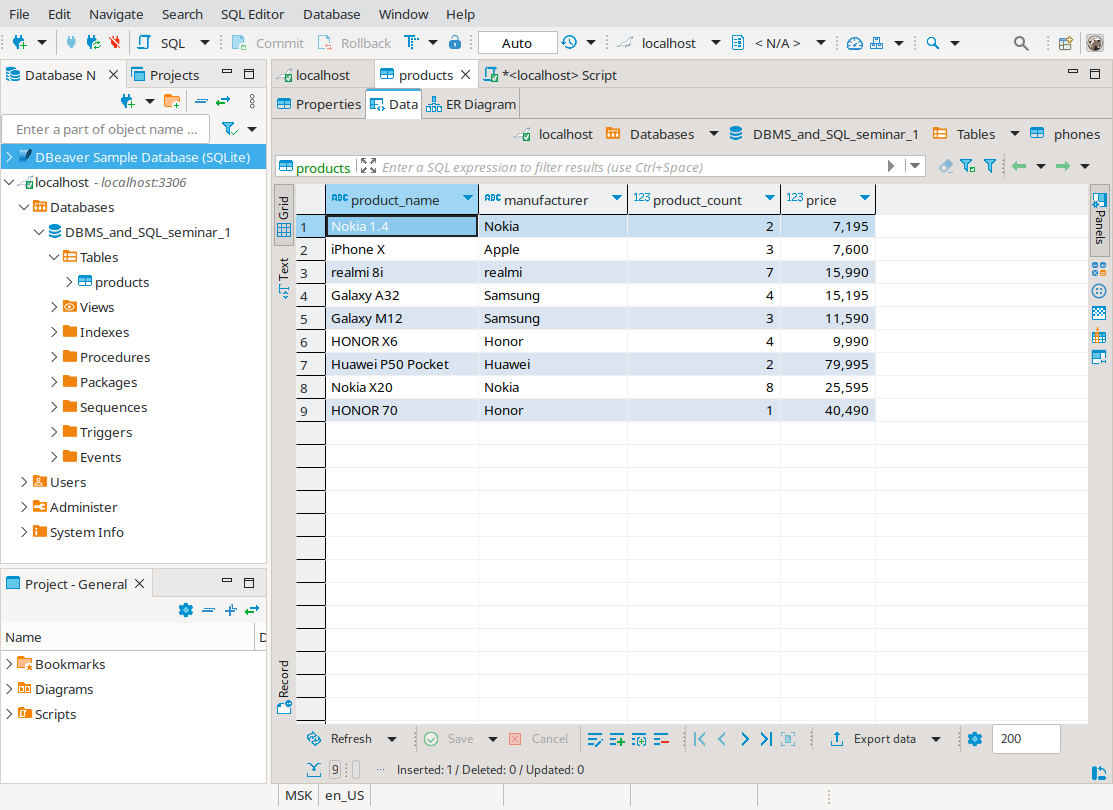 File Edit Navigate Search SQL Editor Database Window Help
SQL Commit Rollback Auto localhost < N/A >
Database N Projects
localhost products *<localhost> Script
Properties Data ER Diagram
Enter a part of object name ...
localhost Databases DBMS_and_SQL_seminar_1 Tables phones
DBeaver Sample Database (SQLite)
localhost - localhost:3306
Databases
DBMS_and_SQL_seminar_1
Tables
products
Views
Indexes
Procedures
Packages
Sequences
Triggers
Events
Users
Administer
System Info
Project - General
Name D
Bookmarks
Diagrams
Scripts
products Enter a SQL expression to filter results (use Ctrl+Space)
Grid
Text
Record
Panels
ABC product_name ABC manufacturer 123 product_count 123 price
1 Nokia 1.4 Nokia 2 7,195
2 iPhone X Apple 3 7,600
3 realmi 8i realmi 7 15,990
4 Galaxy A32 Samsung 4 15,195
5 Galaxy M12 Samsung 3 11,590
6 HONOR X6 Honor 4 9,990
7 Huawei P50 Pocket Huawei 2 79,995
8 Nokia X20 Nokia 8 25,595
9 HONOR 70 Honor 1 40,490
Refresh Save Cancel Export data 200
9 ... Inserted: 1 / Deleted: 0 / Updated: 0
MSK en_US